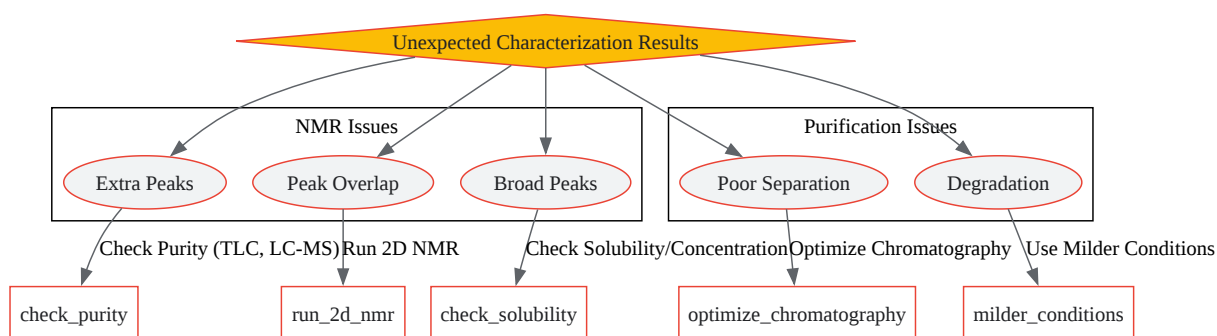 Unexpected Characterization Results
NMR Issues
Purification Issues
Extra Peaks
Peak Overlap
Broad Peaks
Poor Separation
Degradation
Check Purity (TLC, LC-MS)
Run 2D NMR
Check Solubility/Concentration
Optimize Chromatography
Use Milder Conditions
check_purity
run_2d_nmr
check_solubility
optimize_chromatography
milder_conditions